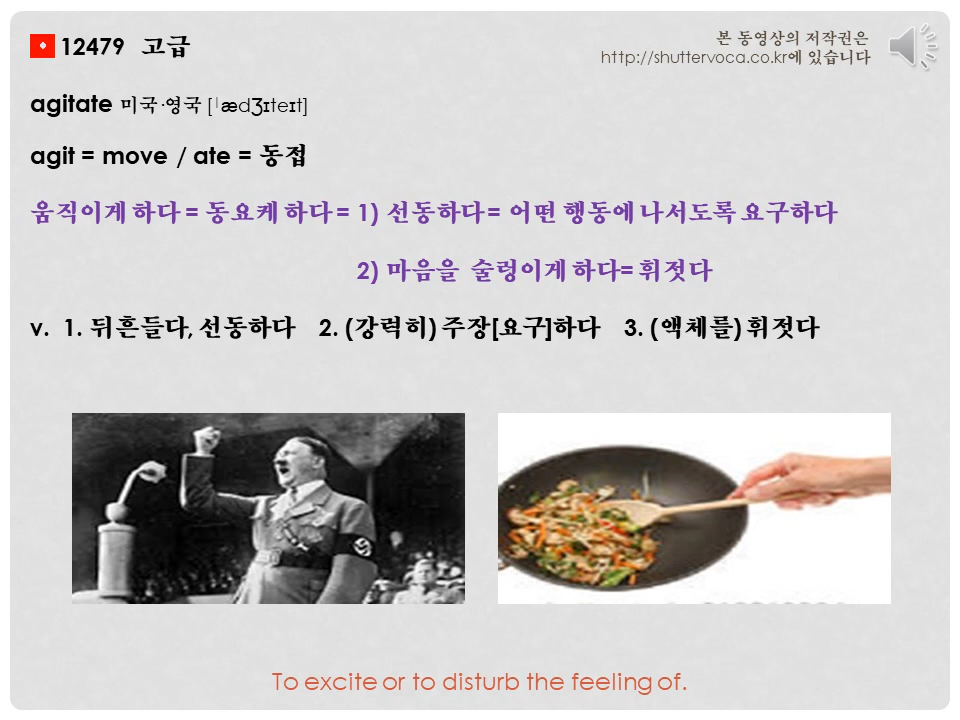 12479 고급
본 동영상의 저작권은
http://shuttervoca.co.kr에 있습니다
agitate 미국·영국 [ˈædʒɪteɪt]
agit = move / ate = 동접
움직이게 하다 = 동요케 하다 = 1) 선동하다 = 어떤 행동에 나서도록 요구하다
2) 마음을 술렁이게 하다= 휘젓다
v. 1. 뒤흔들다, 선동하다 2. (강력히) 주장[요구]하다 3. (액체를) 휘젓다
To excite or to disturb the feeling of.